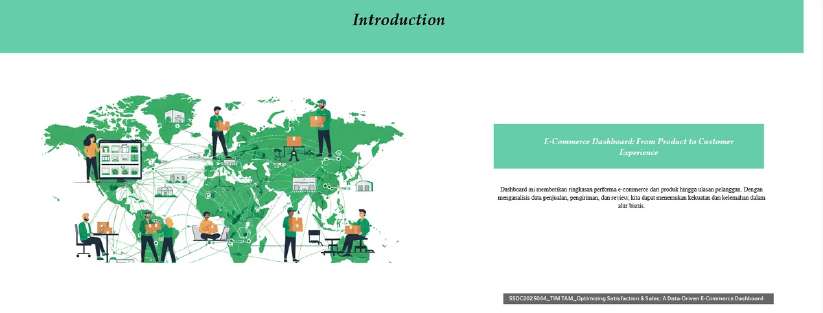 Introduction
E-Commerce Dashboard: From Product to Customer
Experience
Dashboard ini memberikan ringkasan performa e-commerce dari produk hingga ulasan pelanggan. Dengan
menganalisis data penjualan, pengiriman, dan review, kita dapat menemukan kekuatan dan kelemahan dalam
alur bisnis.
SSDC2025044_TIM TAM_Optimizing Satisfaction & Sales: A Data-Driven E-Commerce Dashboard